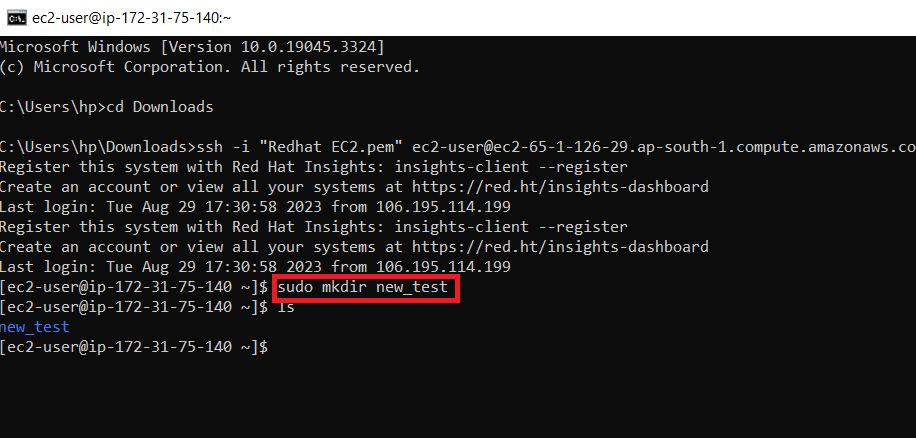 ec2-user@ip-172-31-75-140:~
Microsoft Windows [Version 10.0.19045.3324]
(c) Microsoft Corporation. All rights reserved.
C:\Users\hp>cd Downloads
C:\Users\hp\Downloads>ssh -i "Redhat EC2.pem" ec2-user@ec2-65-1-126-29.ap-south-1.compute.amazonaws.co
Register this system with Red Hat Insights: insights-client --register
Create an account or view all your systems at https://red.ht/insights-dashboard
Last login: Tue Aug 29 17:30:58 2023 from 106.195.114.199
Register this system with Red Hat Insights: insights-client --register
Create an account or view all your systems at https://red.ht/insights-dashboard
Last login: Tue Aug 29 17:30:58 2023 from 106.195.114.199
[ec2-user@ip-172-31-75-140 ~]$ sudo mkdir new_test
[ec2-user@ip-172-31-75-140 ~]$ ls
new_test
[ec2-user@ip-172-31-75-140 ~]$